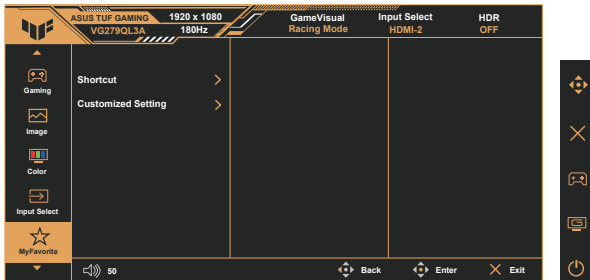 ASUS TUF GAMING 1920 x 1080 GameVisual Input Select HDR
VG279QL3A 180Hz Racing Mode HDMI-2 OFF
Gaming
Shortcut
Customized Setting
Image
Color
Input Select
MyFavorite
50 Back Enter Exit